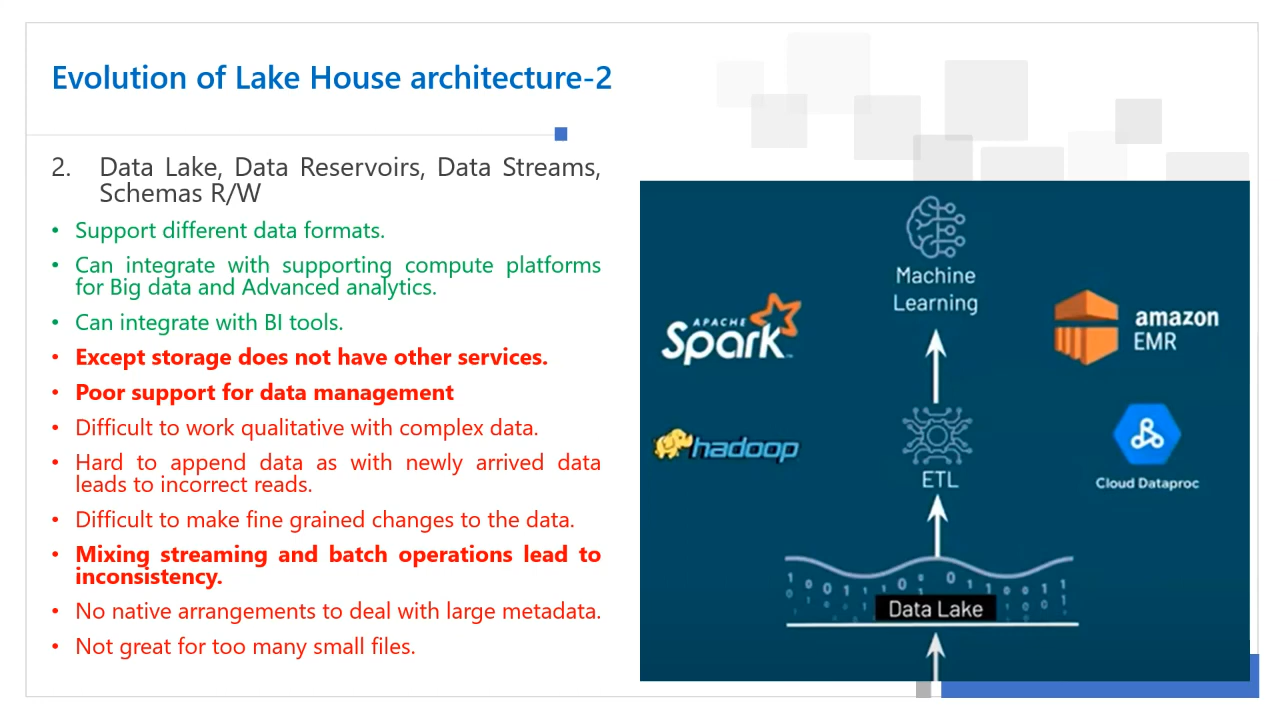 Evolution of Lake House architecture-2
2. Data Lake, Data Reservoirs, Data Streams,
Schemas R/W
• Support different data formats.
• Can integrate with supporting compute platforms
for Big data and Advanced analytics.
• Can integrate with BI tools.
• Except storage does not have other services.
• Poor support for data management
• Difficult to work qualitative with complex data.
• Hard to append data as with newly arrived data
leads to incorrect reads.
• Difficult to make fine grained changes to the data.
• Mixing streaming and batch operations lead to
inconsistency.
• No native arrangements to deal with large metadata.
• Not great for too many small files.
Machine
Learning
APACHE
Spark
amazon
EMR
hadoop
ETL
Cloud Dataproc
Data Lake